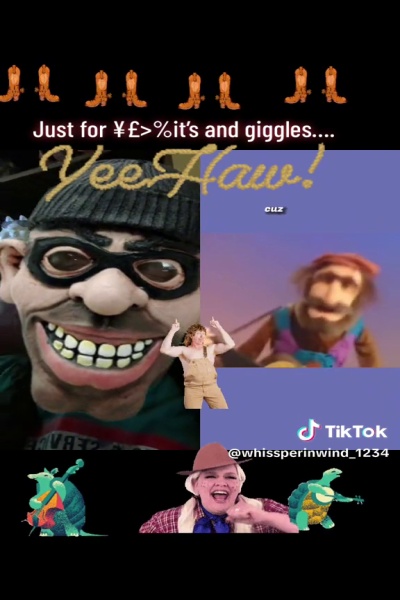 Just for ¥£>%it's and giggles....
YeeHaw!
cuz
TikTok
@whissperinwind_1234